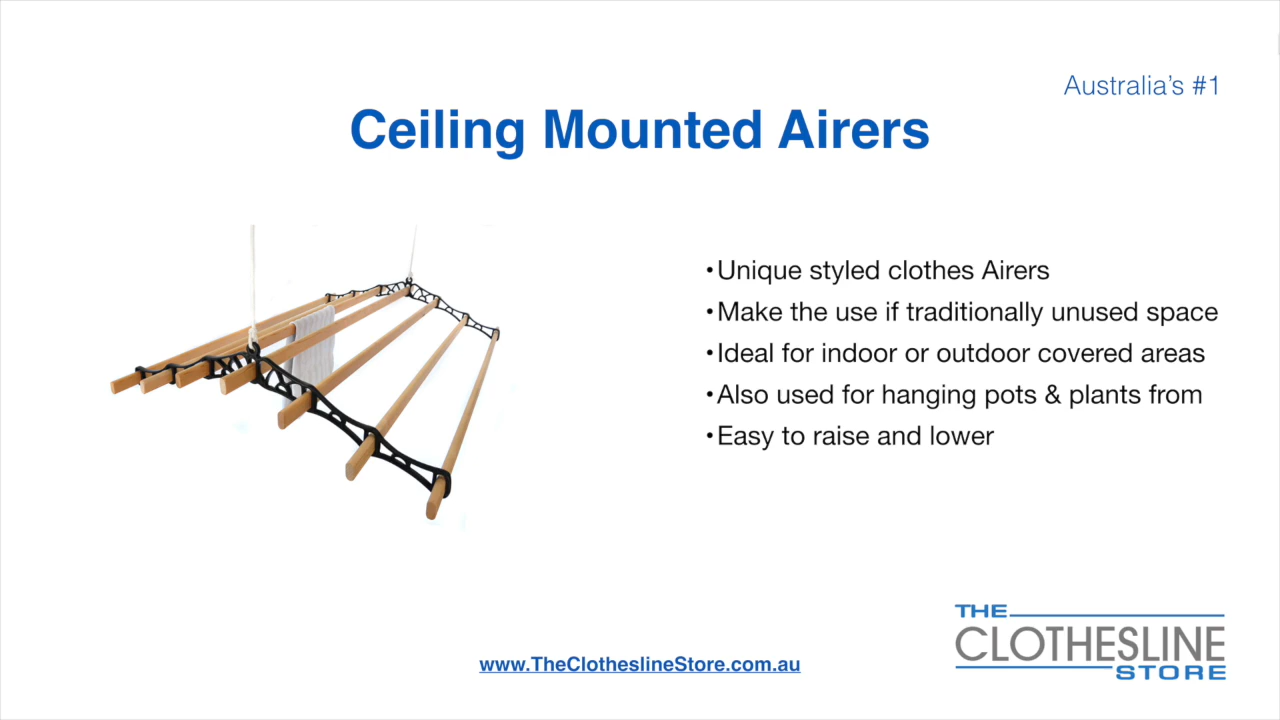 Australia's #1
Ceiling Mounted Airers
•Unique styled clothes Airers
•Make the use if traditionally unused space
•Ideal for indoor or outdoor covered areas
•Also used for hanging pots & plants from
•Easy to raise and lower
THE
CLOTHESLINE
STORE
www.TheClotheslineStore.com.au